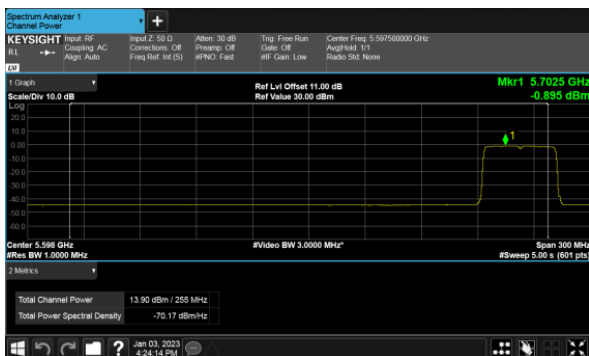 Spectrum Analyzer 1
Channel Power
KEYSIGHT
RL
LXI
Input: RF
Coupling: AC
Align: Auto
Input Z: 50 Ω
Corrections: Off
Freq Ref: Int (S)
Atten: 30 dB
Preamp: Off
#PNO: Fast
Trig: Free Run
Gate: Off
#IF Gain: Low
Center Freq: 5.597500000 GHz
Avg|Hold: 1/1
Radio Std: None
1 Graph
Scale/Div 10.0 dB
Ref Lvl Offset 11.00 dB
Ref Value 30.00 dBm
Mkr1 5.7025 GHz
-0.895 dBm
Log
20.0
10.0
0.00
-10.0
-20.0
-30.0
-40.0
-50.0
-60.0
1
Center 5.598 GHz
#Res BW 1.0000 MHz
#Video BW 3.0000 MHz*
Span 300 MHz
#Sweep 5.00 s (601 pts)
2 Metrics
Total Channel Power 13.90 dBm / 255 MHz
Total Power Spectral Density -70.17 dBm/Hz
?
Jan 03, 2023
4:24:14 PM